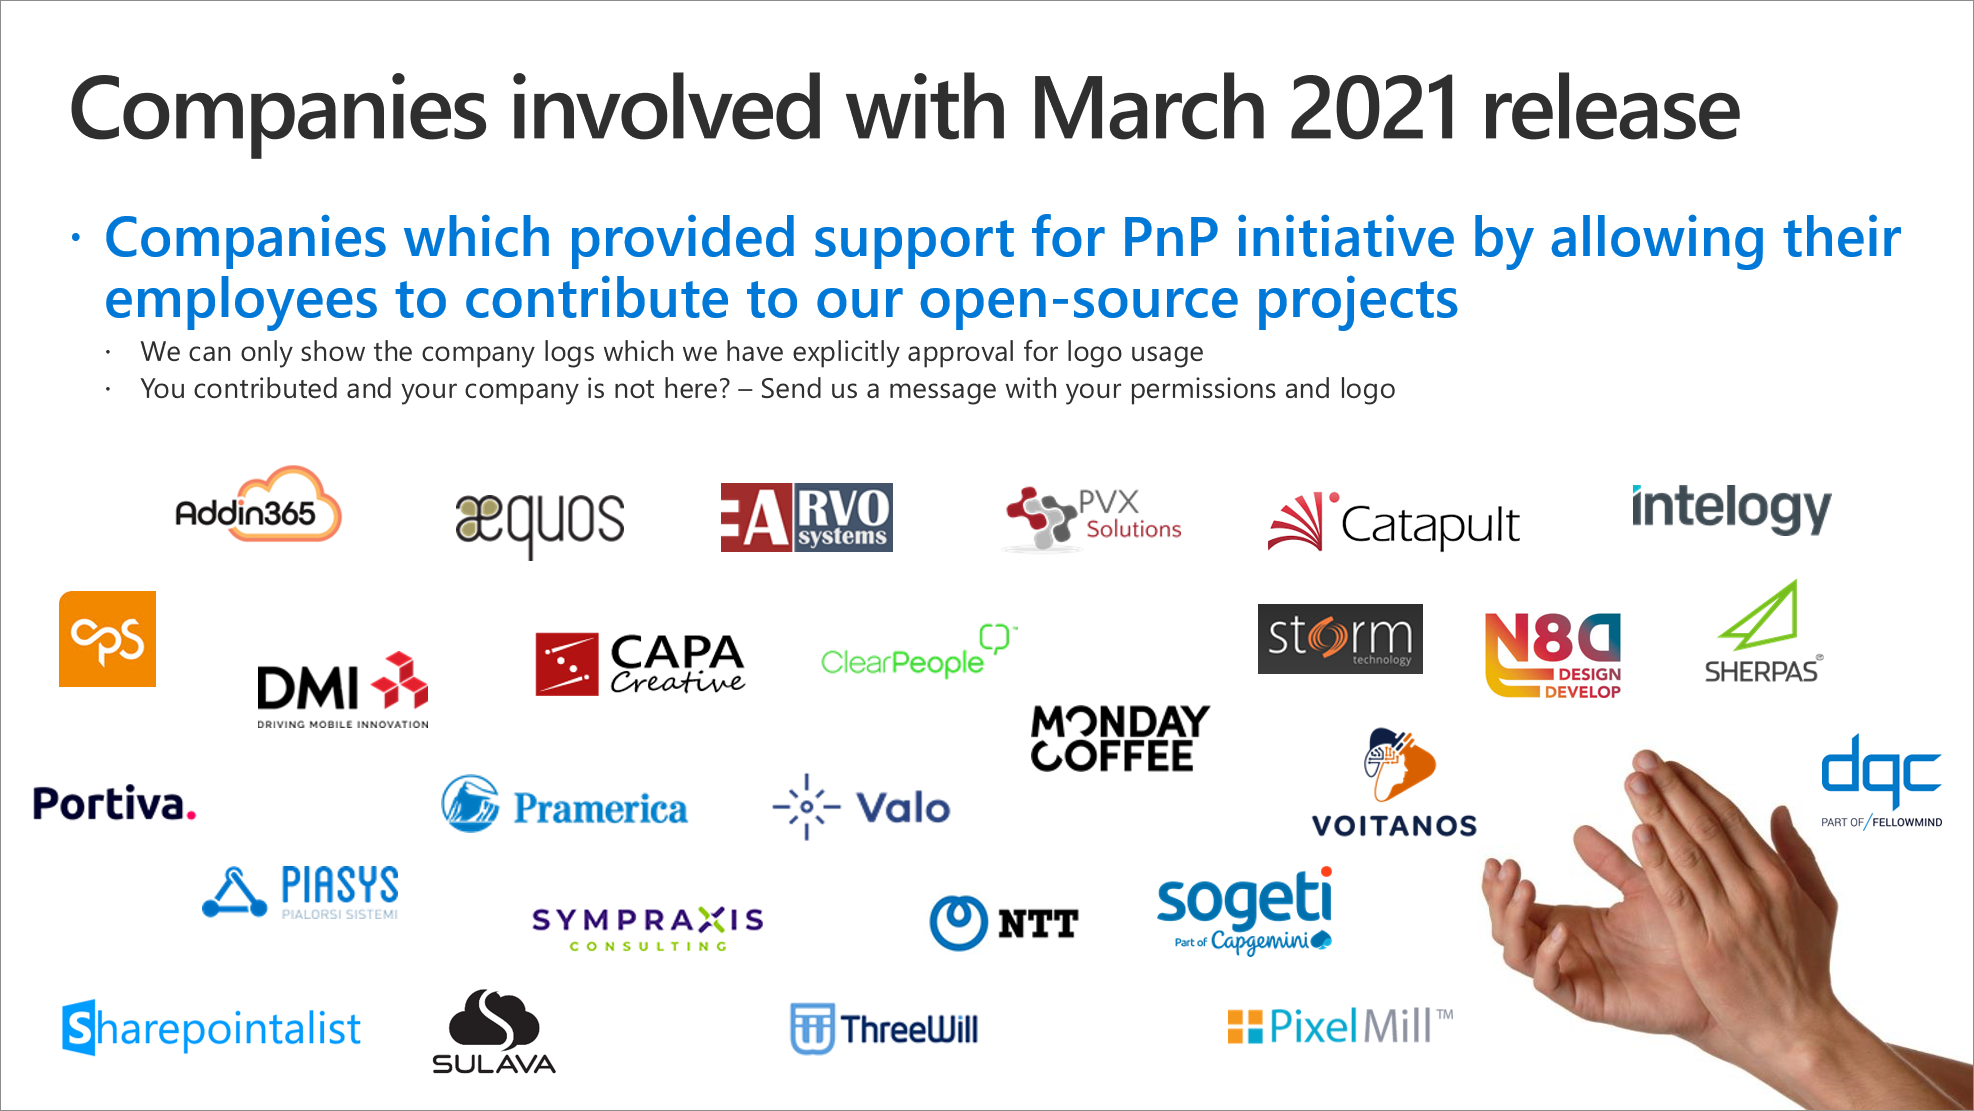 Companies involved with March 2021 release
• Companies which provided support for PnP initiative by allowing their
employees to contribute to our open-source projects
• We can only show the company logs which we have explicitly approval for logo usage
• You contributed and your company is not here? – Send us a message with your permissions and logo
Addin365
æquos
EARVO
systems
PVX
Solutions
Catapult
intelogy
cps
DMI
DRIVING MOBILE INNOVATION
CAPA
Creative
ClearPeople™
storm
technology
N8D
DESIGN
DEVELOP
SHERPAS®
MONDAY
COFFEE
Portiva.
Pramerica
Valo
VOITANOS
dqc
PART OF / FELLOWMIND
PIASYS
PIALORSI SISTEMI
SYMPRAXIS
CONSULTING
NTT
sogeti
Part of Capgemini
Sharepointalist
SULAVA
ThreeWill
PixelMill™